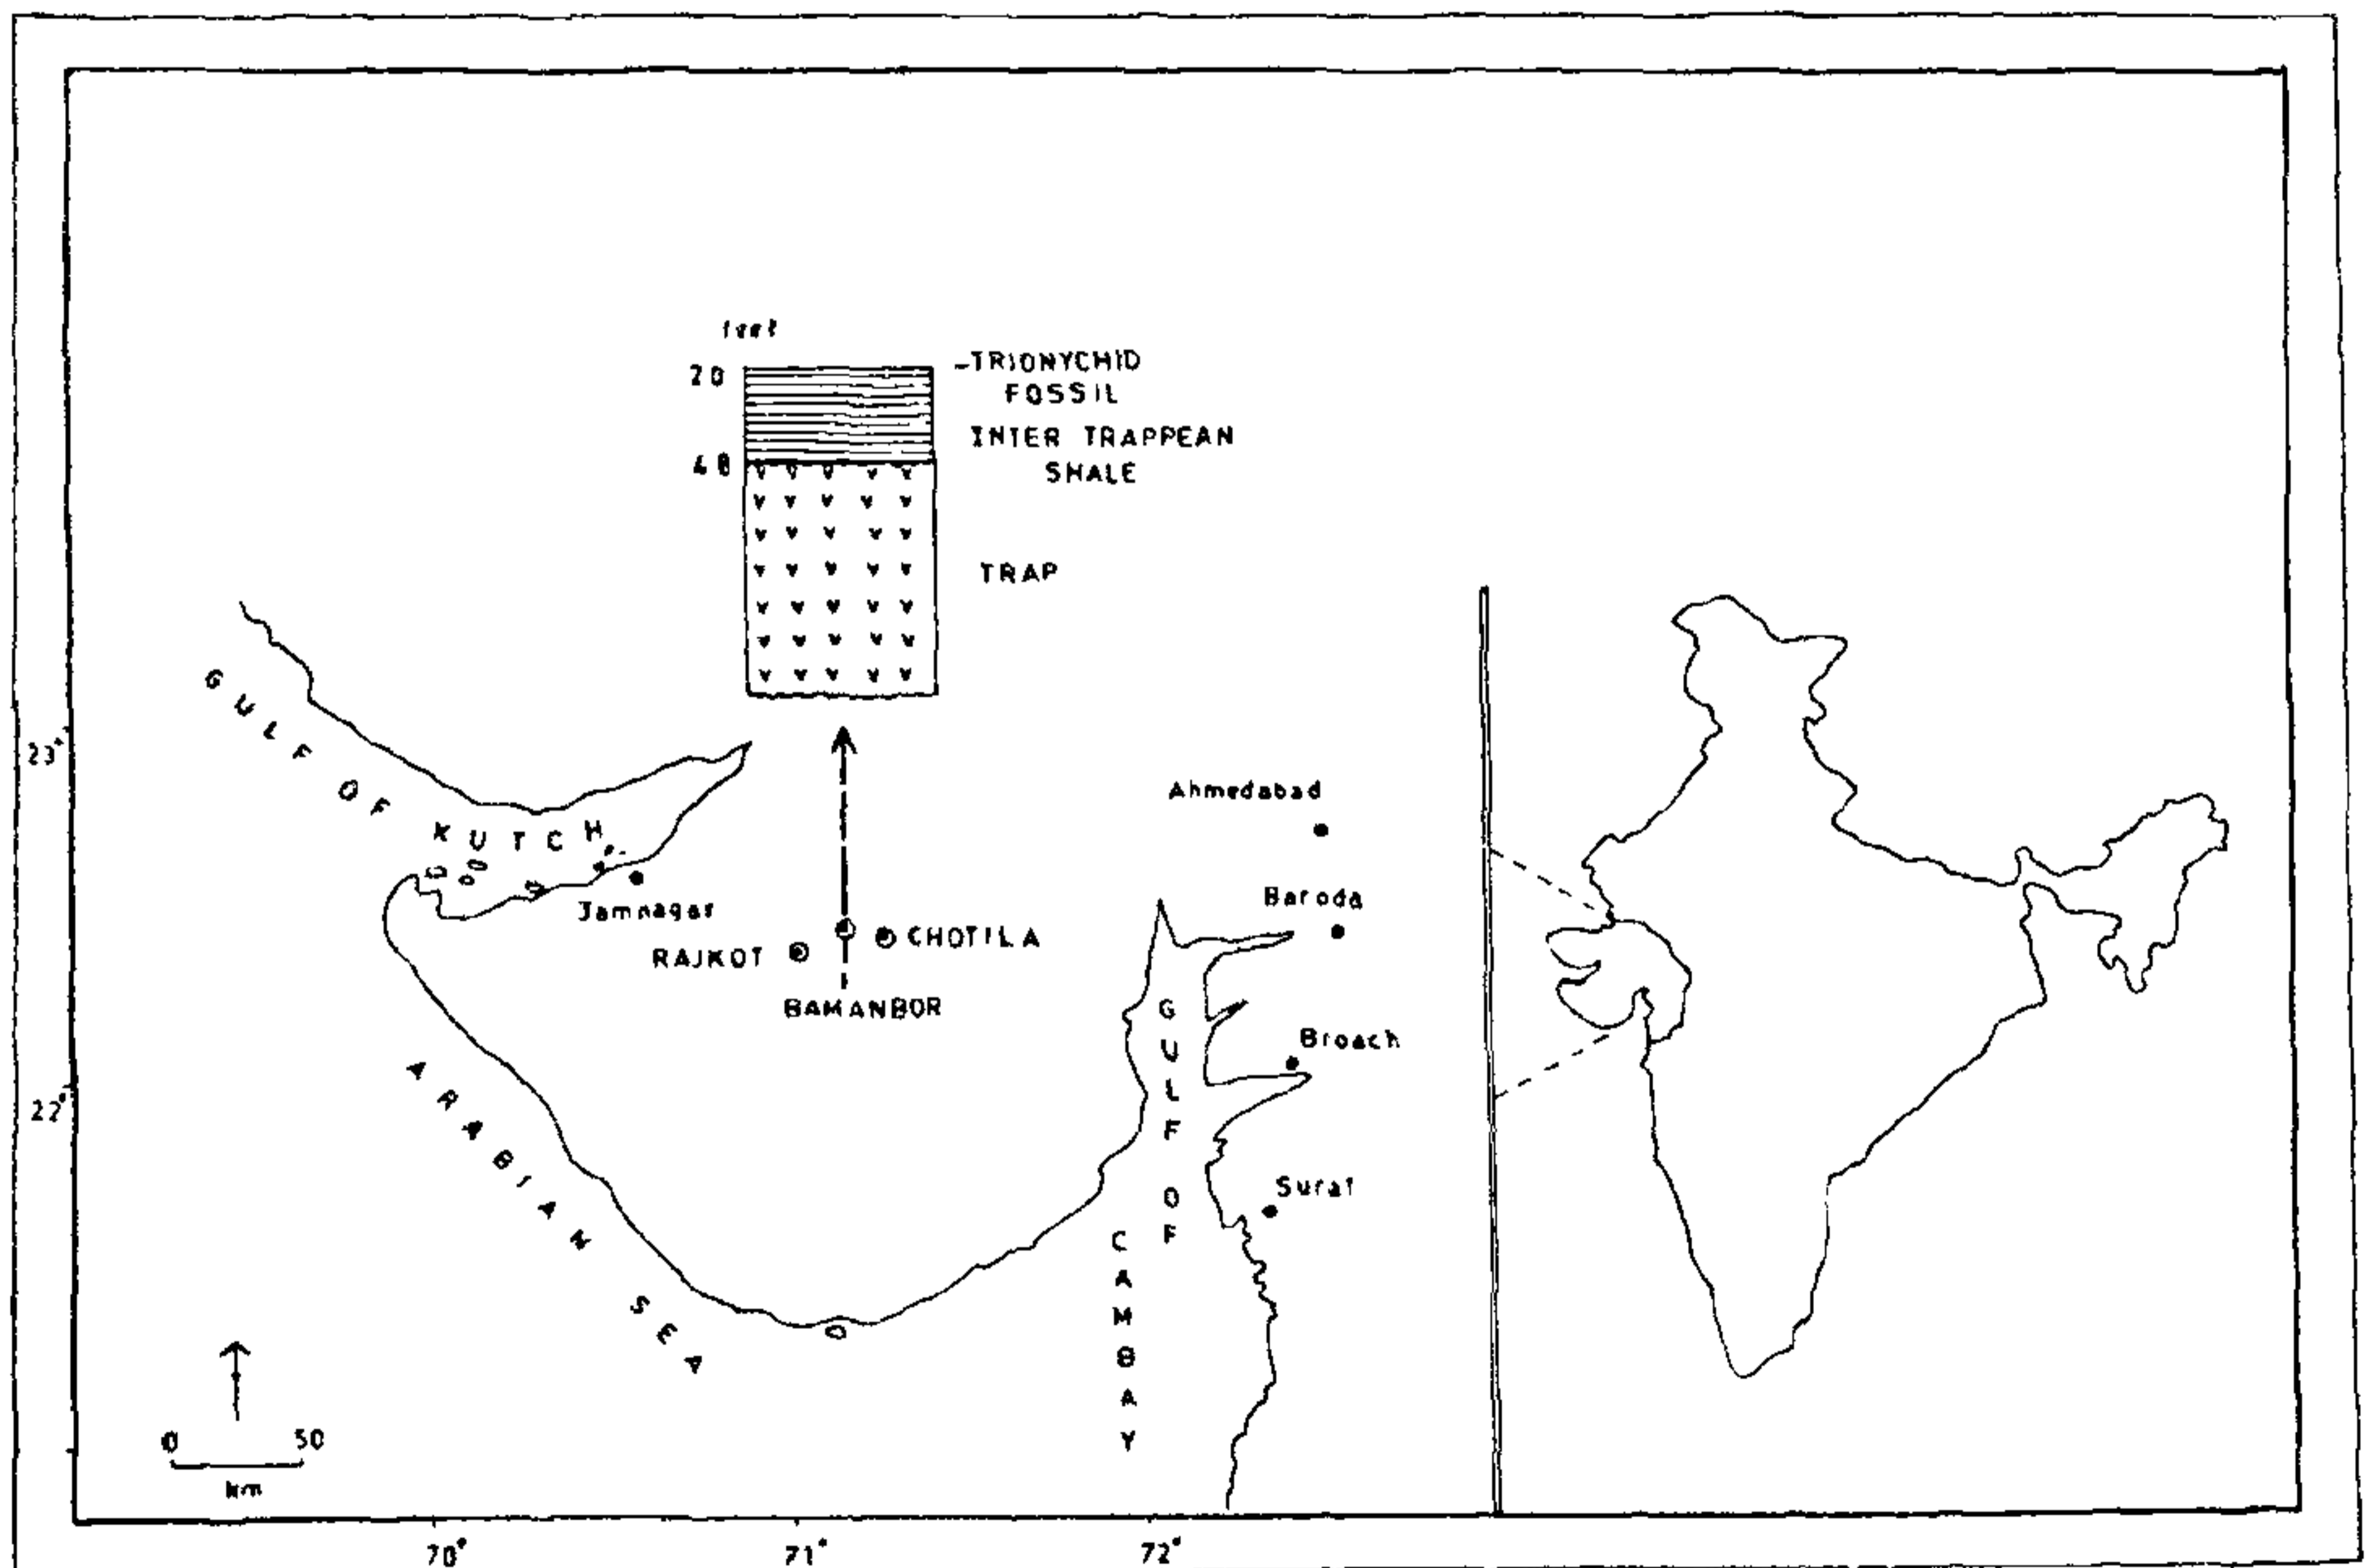 feet
20
-TRIONYCHID
FOSSIL
INTER TRAPPEAN
SHALE
48
TRAP
GULF OF KUTCH
23°
Ahmedabad
Jamnagar
Baroda
RAJKOT
CHOTILA
BAMANBOR
22°
Broach
GULF OF
CAMBAY
ARABIAN SEA
Surat
0 50
km
70° 71° 72°